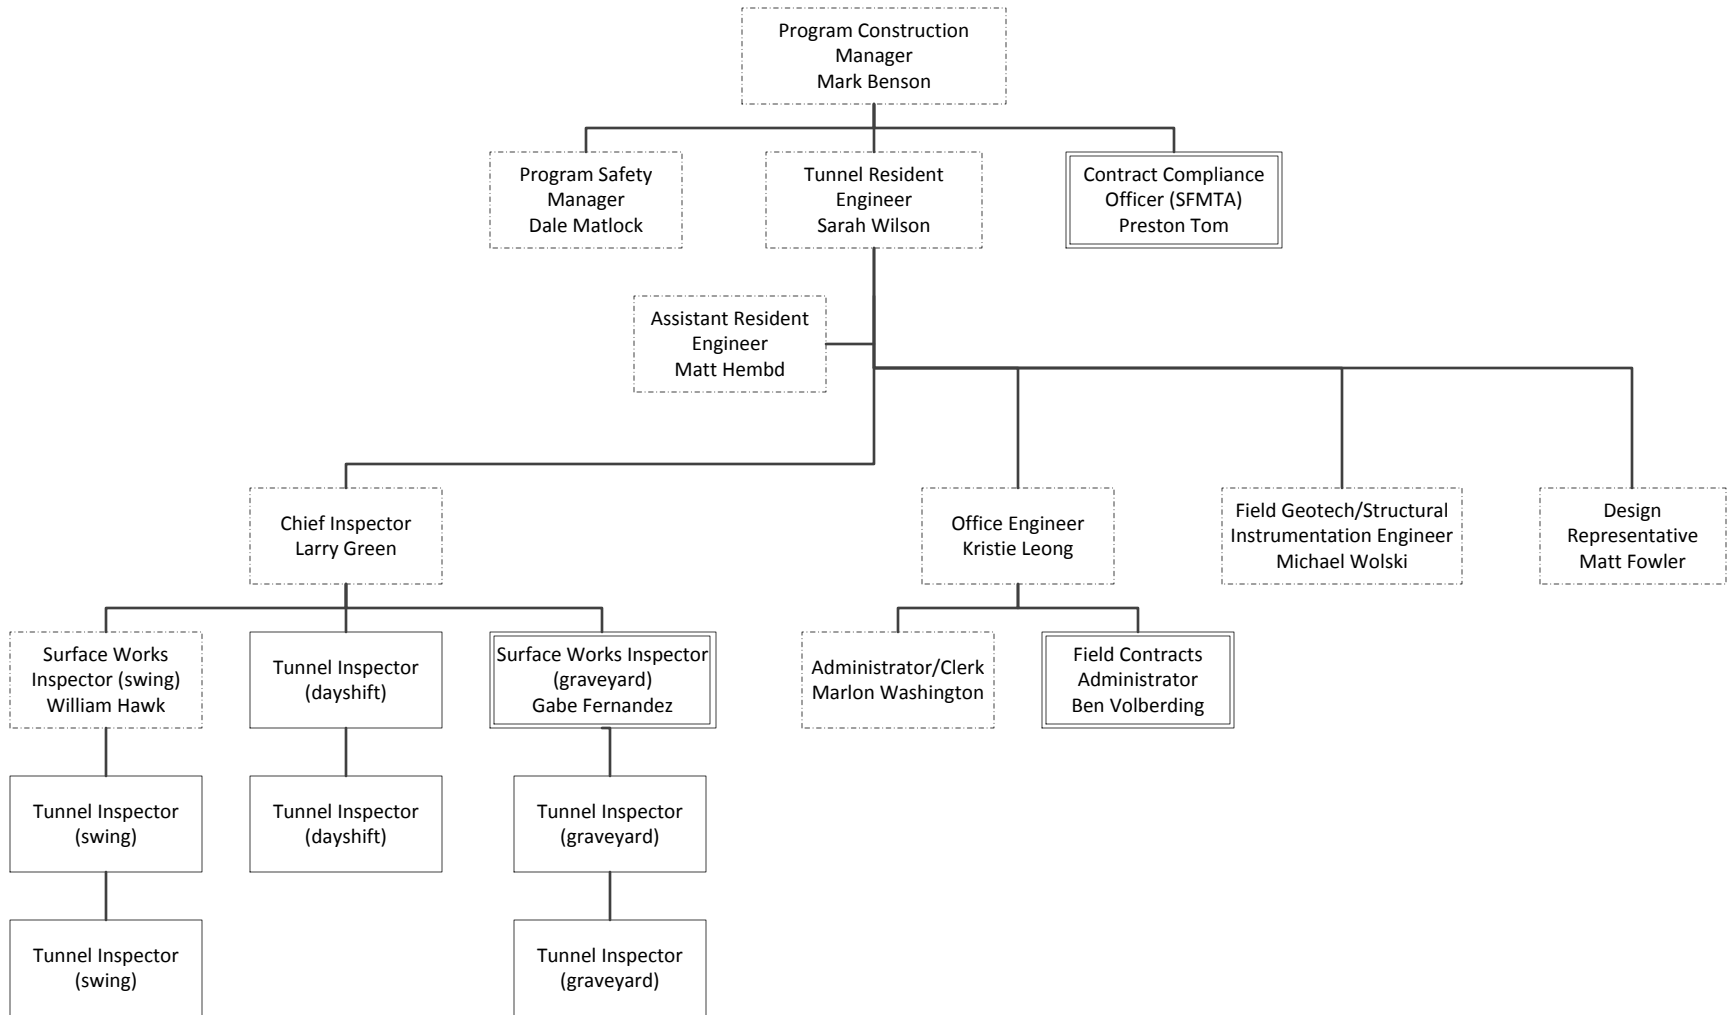 Program Construction
Manager
Mark Benson
Program Safety
Manager
Dale Matlock
Tunnel Resident
Engineer
Sarah Wilson
Contract Compliance
Officer (SFMTA)
Preston Tom
Assistant Resident
Engineer
Matt Hembd
Chief Inspector
Larry Green
Office Engineer
Kristie Leong
Field Geotech/Structural
Instrumentation Engineer
Michael Wolski
Design
Representative
Matt Fowler
Surface Works
Inspector (swing)
William Hawk
Tunnel Inspector
(dayshift)
Surface Works Inspector
(graveyard)
Gabe Fernandez
Administrator/Clerk
Marlon Washington
Field Contracts
Administrator
Ben Volberding
Tunnel Inspector
(swing)
Tunnel Inspector
(dayshift)
Tunnel Inspector
(graveyard)
Tunnel Inspector
(swing)
Tunnel Inspector
(graveyard)